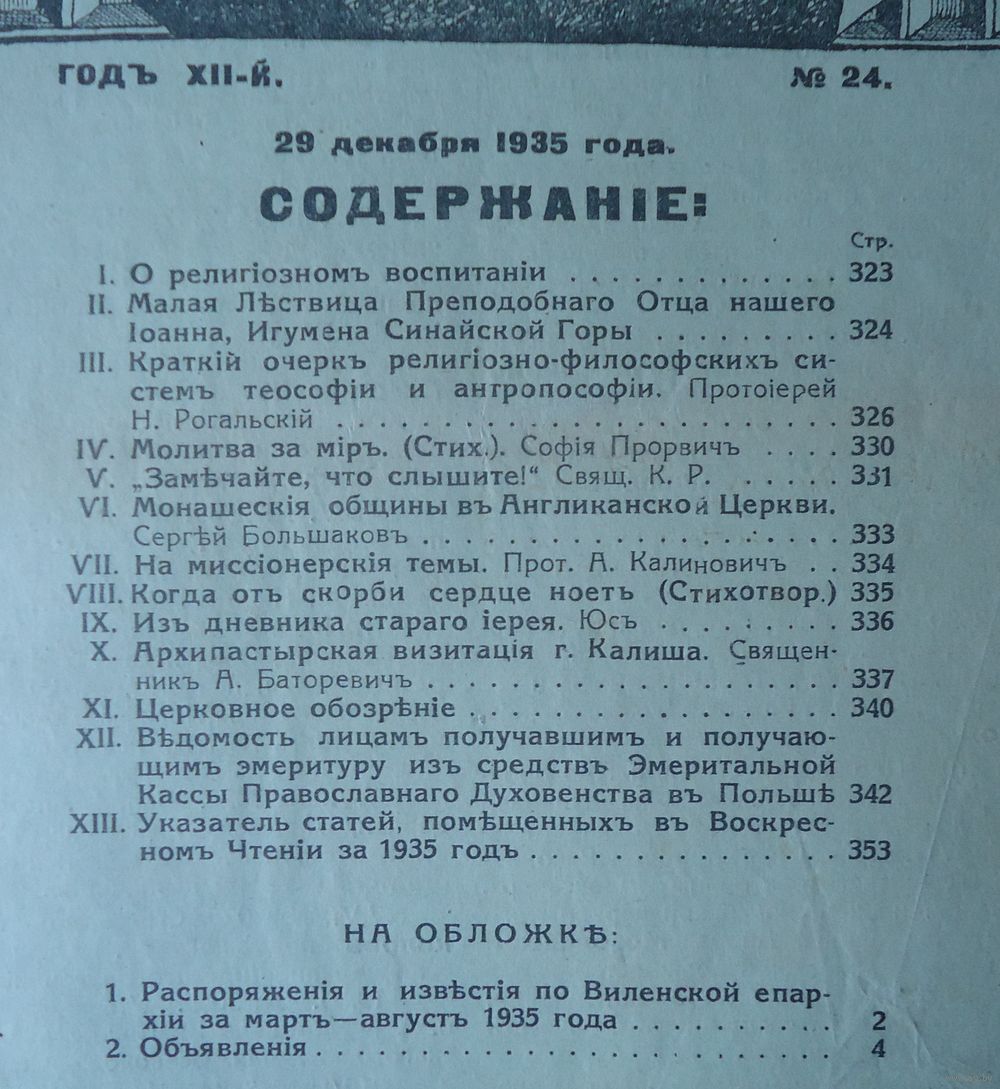 ГОДЪ XII-Й. № 24.
29 декабря 1935 года.
СОДЕРЖАНІЕ:
Стр.
I. О религіозномъ воспитаніи . . . . . . . . . . . . . 323
II. Малая Лѣствица Преподобнаго Отца нашего
Іоанна, Игумена Синайской Горы . . . . . . . . . 324
III. Краткій очеркъ религіозно-философскихъ си-
стемъ теософіи и антропософіи. Протоіерей
Н. Рогальскій . . . . . . . . . . . . . . . . . . . . . . . 326
IV. Молитва за міръ. (Стих.). Софія Прорвичъ . . . . 330
V. „Замѣчайте, что слышите!“ Свящ. К. Р. . . . . . 331
VI. Монашескія общины въ Англиканской Церкви.
Сергѣй Большаковъ . . . . . . . . . . . . . . . . . . . 333
VII. На миссіонерскія темы. Прот. А. Калиновичъ . . 334
VIII. Когда отъ скорби сердце ноетъ (Стихотвор.) 335
IX. Изъ дневника стараго іерея. Юсъ . . . . . . . . . 336
X. Архипастырская визитація г. Калиша. Священ-
никъ А. Баторевичъ . . . . . . . . . . . . . . . . . . . 337
XI. Церковное обозрѣніе . . . . . . . . . . . . . . . . . 340
XII. Вѣдомость лицамъ получавшимъ и получаю-
щимъ эмеритуру изъ средствъ Эмеритальной
Кассы Православнаго Духовенства въ Польшѣ 342
XIII. Указатель статей, помѣщенныхъ въ Воскрес-
номъ Чтеніи за 1935 годъ . . . . . . . . . . . . . . . 353
НА ОБЛОЖКѢ:
1. Распоряженія и извѣстія по Виленской епар-
хіи за мартъ—августъ 1935 года . . . . . . . . . . 2
2. Объявленія . . . . . . . . . . . . . . . . . . . . . . . . 4